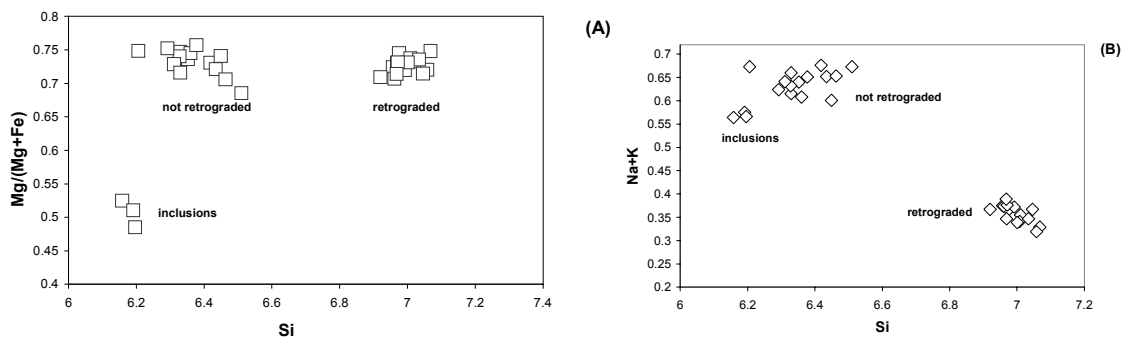 (A)
0.8
0.75
0.7
0.65
0.6
0.55
0.5
0.45
0.4
Mg/(Mg+Fe)
not retrograded
retrograded
inclusions
6
6.2
6.4
6.6
6.8
7
7.2
7.4
Si
(B)
0.7
0.65
0.6
0.55
0.5
0.45
0.4
0.35
0.3
0.25
0.2
Na+K
not retrograded
inclusions
retrograded
6
6.2
6.4
6.6
6.8
7
7.2
Si